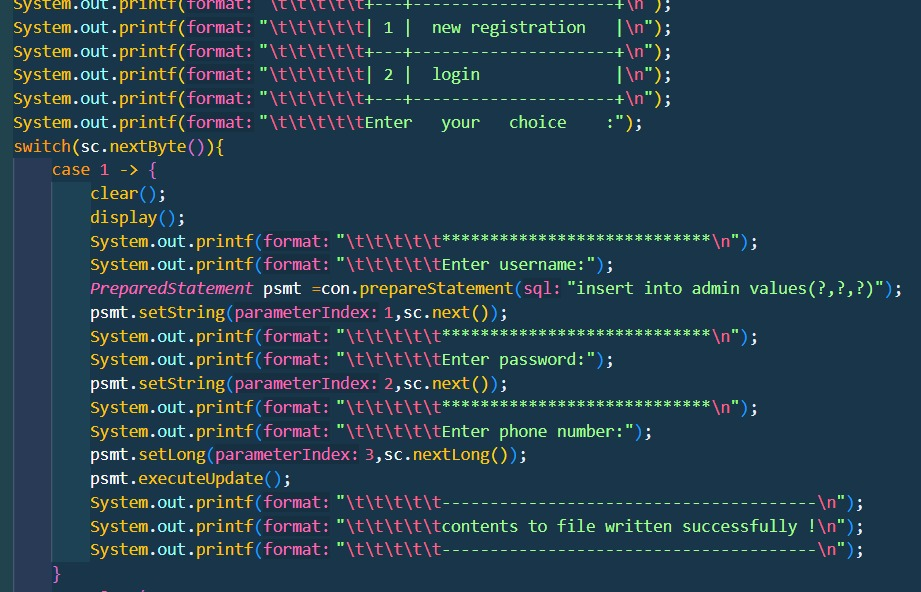 System.out.printf(format: "\t\t\t\t\t+---+---------------------+\n");
System.out.printf(format: "\t\t\t\t\t| 1 |  new registration   |\n");
System.out.printf(format: "\t\t\t\t\t+---+---------------------+\n");
System.out.printf(format: "\t\t\t\t\t| 2 |  login              |\n");
System.out.printf(format: "\t\t\t\t\t+---+---------------------+\n");
System.out.printf(format: "\t\t\t\t\tEnter   your   choice    :");
switch(sc.nextByte()){
    case 1 -> {
        clear();
        display();
        System.out.printf(format: "\t\t\t\t\t****************************\n");
        System.out.printf(format: "\t\t\t\t\tEnter username:");
        PreparedStatement psmt =con.prepareStatement(sql: "insert into admin values(?,?,?)");
        psmt.setString(parameterIndex: 1,sc.next());
        System.out.printf(format: "\t\t\t\t\t****************************\n");
        System.out.printf(format: "\t\t\t\t\tEnter password:");
        psmt.setString(parameterIndex: 2,sc.next());
        System.out.printf(format: "\t\t\t\t\t****************************\n");
        System.out.printf(format: "\t\t\t\t\tEnter phone number:");
        psmt.setLong(parameterIndex: 3,sc.nextLong());
        psmt.executeUpdate();
        System.out.printf(format: "\t\t\t\t\t---------------------------------------\n");
        System.out.printf(format: "\t\t\t\t\tcontents to file written successfully !\n");
        System.out.printf(format: "\t\t\t\t\t---------------------------------------\n");
    }